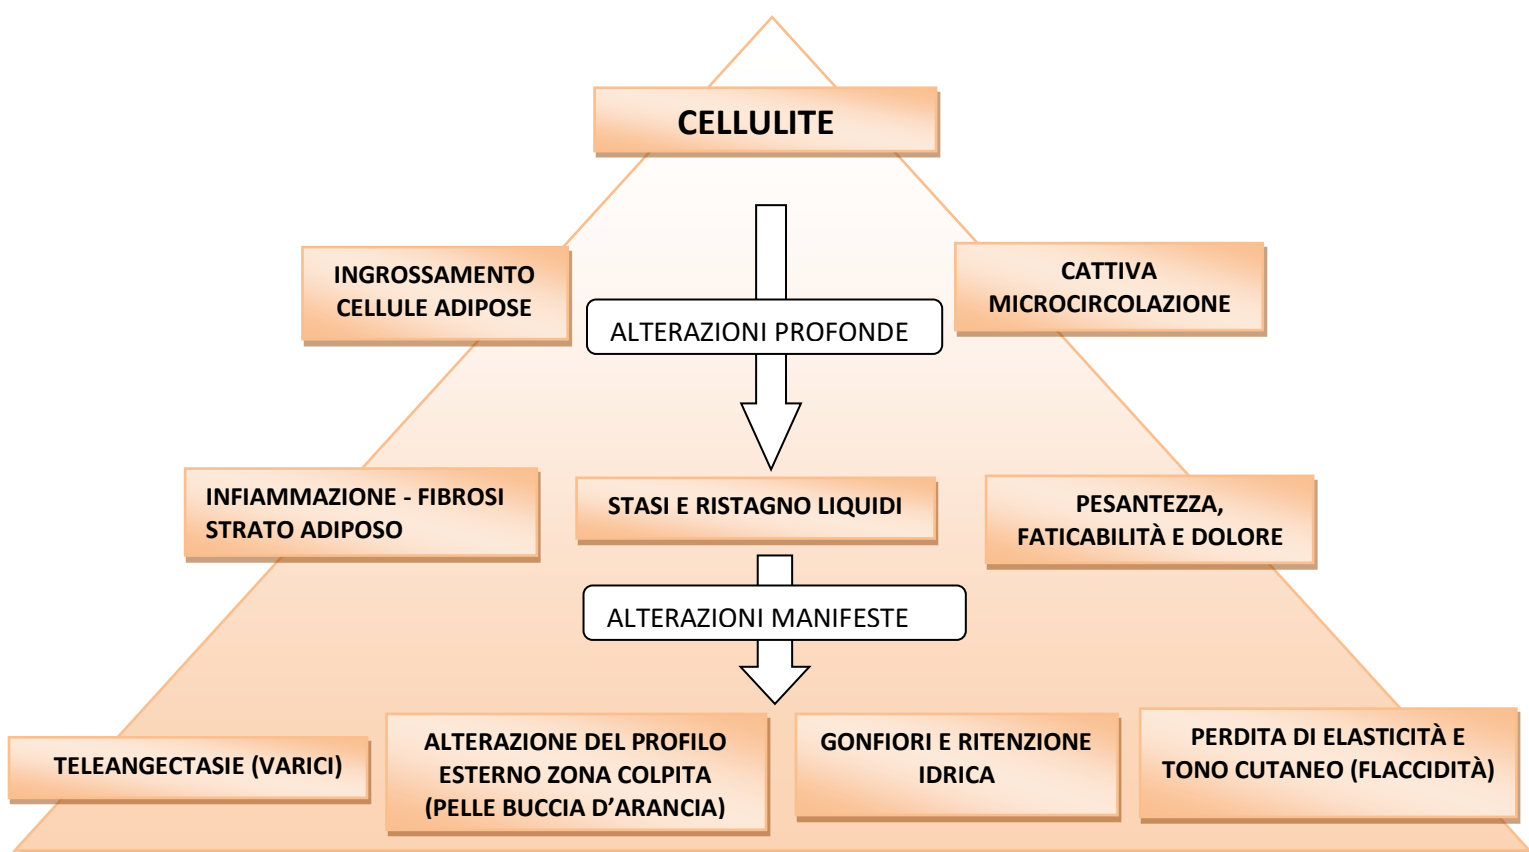 CELLULITE
INGROSSAMENTO
CELLULE ADIPOSE
CATTIVA
MICROCIRCOLAZIONE
ALTERAZIONI PROFONDE
INFIAMMAZIONE - FIBROSI
STRATO ADIPOSO
STASI E RISTAGNO LIQUIDI
PESANTEZZA,
FATICABILITÀ E DOLORE
ALTERAZIONI MANIFESTE
TELEANGECTASIE (VARICI)
ALTERAZIONE DEL PROFILO
ESTERNO ZONA COLPITA
(PELLE BUCCIA D’ARANCIA)
GONFIORI E RITENZIONE
IDRICA
PERDITA DI ELASTICITÀ E
TONO CUTANEO (FLACCIDITÀ)